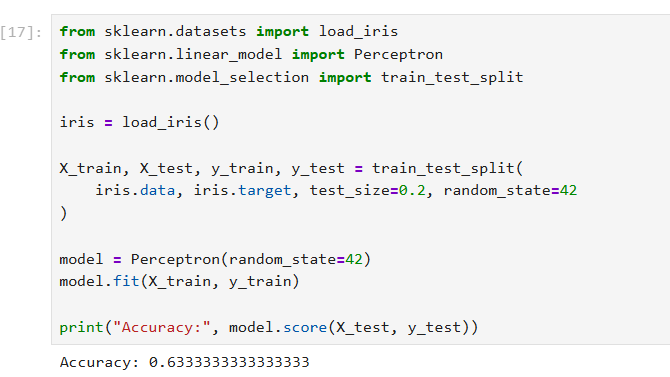 [17]:
from sklearn.datasets import load_iris
from sklearn.linear_model import Perceptron
from sklearn.model_selection import train_test_split
iris = load_iris()
X_train, X_test, y_train, y_test = train_test_split(
    iris.data, iris.target, test_size=0.2, random_state=42
)
model = Perceptron(random_state=42)
model.fit(X_train, y_train)
print("Accuracy:", model.score(X_test, y_test))
Accuracy: 0.6333333333333333